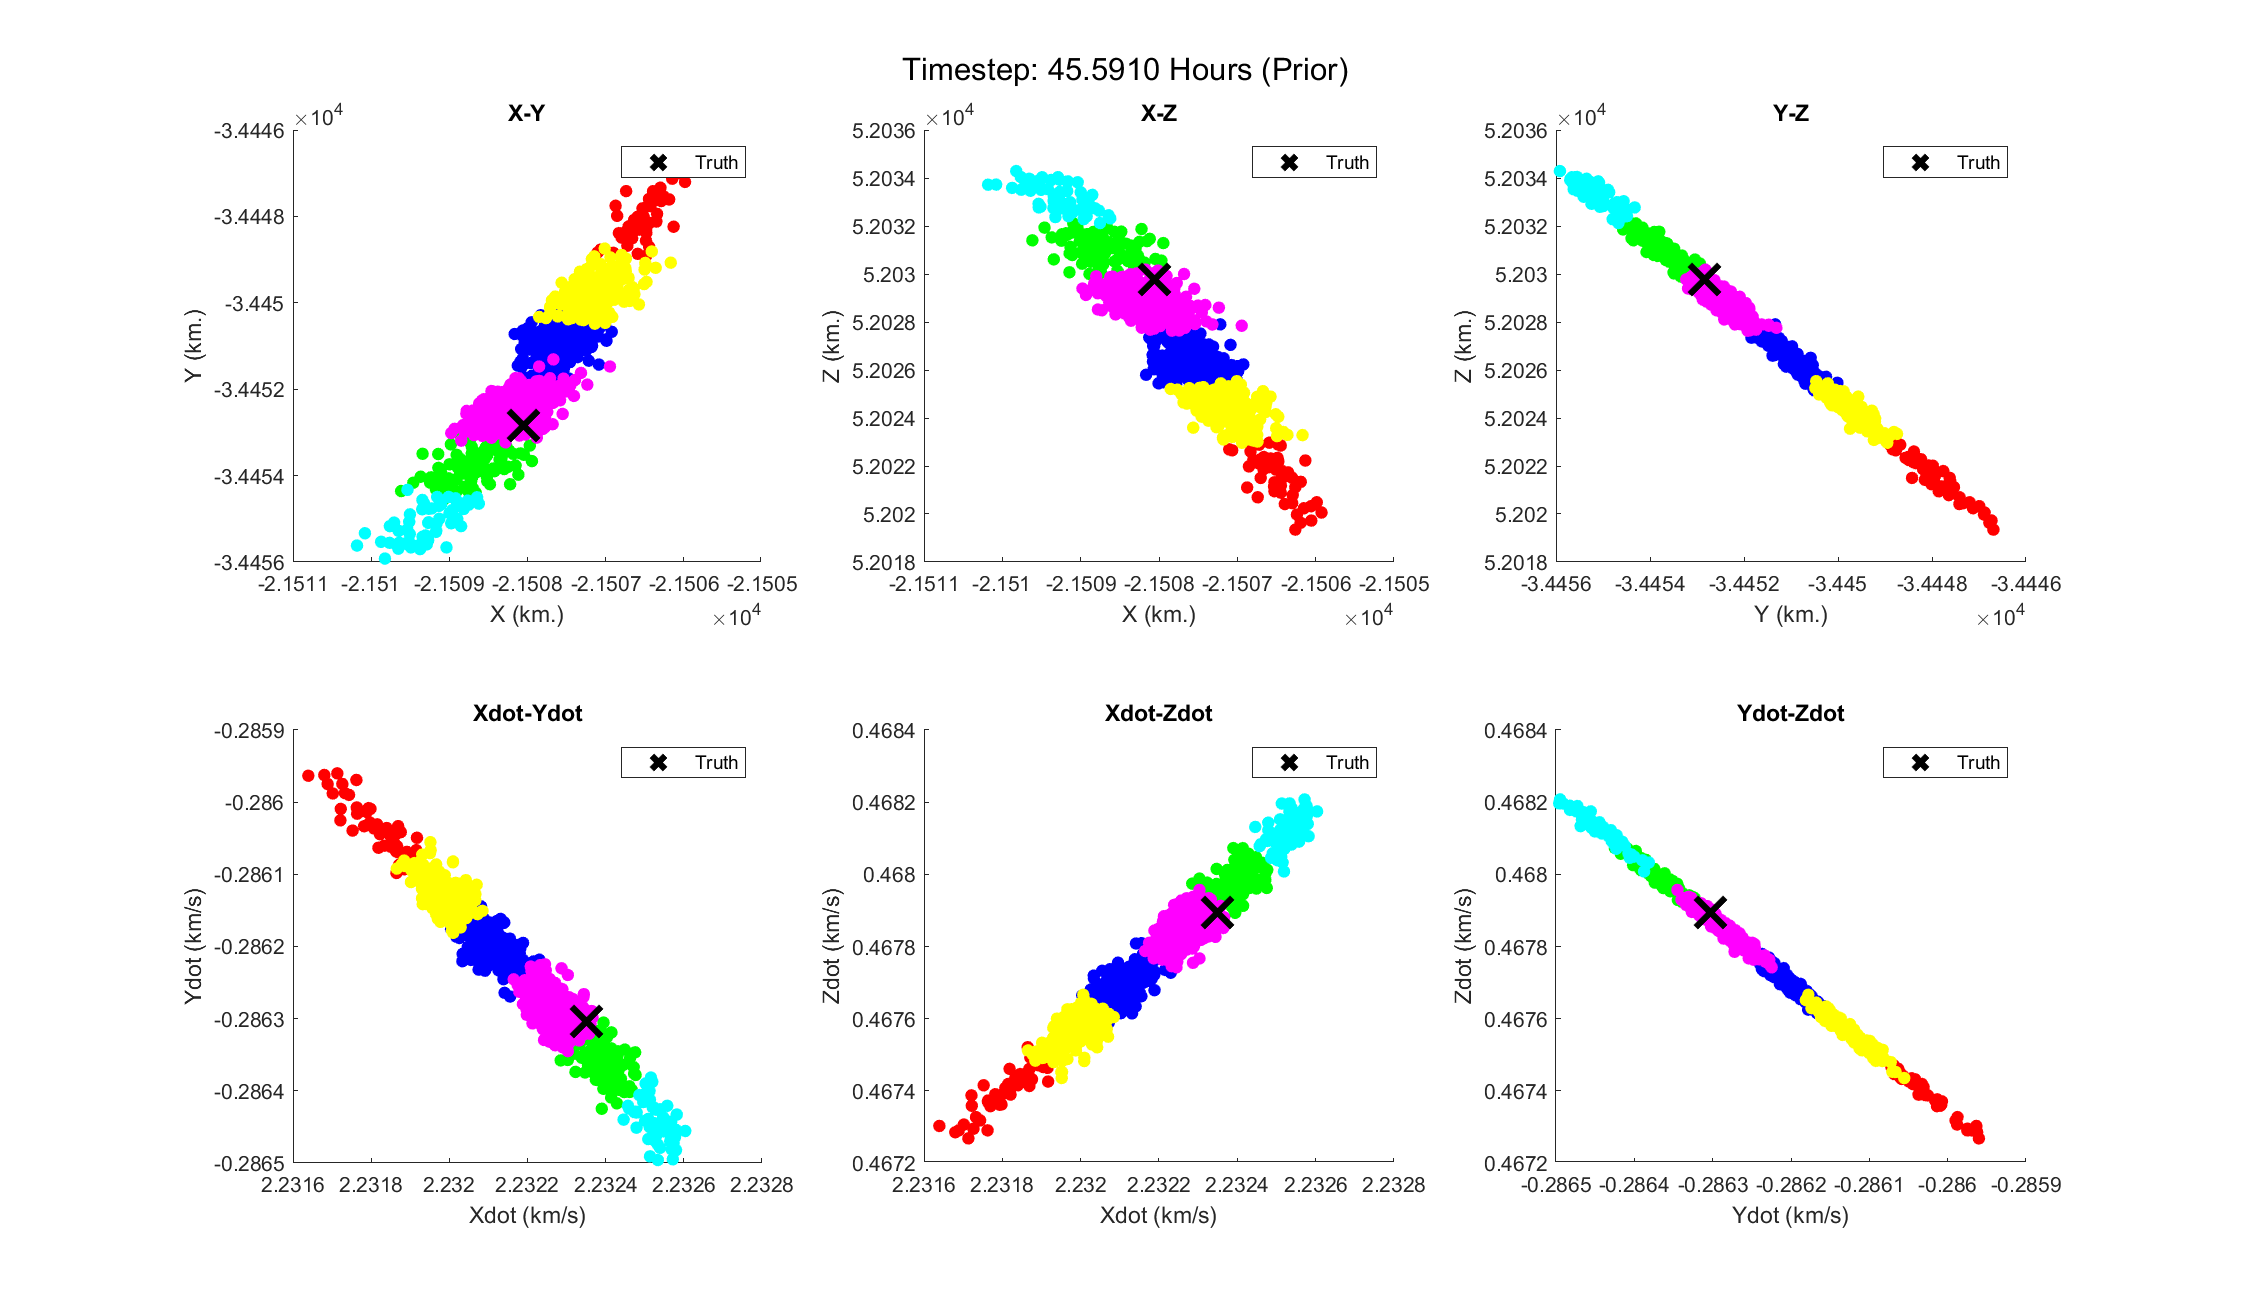 Timestep: 45.5910 Hours (Prior)
X-Y
×10^4
-3.4446
-3.4448
-3.445
-3.4452
-3.4454
-3.4456
Y (km.)
Truth
-2.1511 -2.151 -2.1509 -2.1508 -2.1507 -2.1506 -2.1505
X (km.)
×10^4
X-Z
×10^4
5.2036
5.2034
5.2032
5.203
5.2028
5.2026
5.2024
5.2022
5.202
5.2018
Z (km.)
Truth
-2.1511 -2.151 -2.1509 -2.1508 -2.1507 -2.1506 -2.1505
X (km.)
×10^4
Y-Z
×10^4
5.2036
5.2034
5.2032
5.203
5.2028
5.2026
5.2024
5.2022
5.202
5.2018
Z (km.)
Truth
-3.4456 -3.4454 -3.4452 -3.445 -3.4448 -3.4446
Y (km.)
×10^4
Xdot-Ydot
-0.2859
-0.286
-0.2861
-0.2862
-0.2863
-0.2864
-0.2865
Ydot (km/s)
Truth
2.2316 2.2318 2.232 2.2322 2.2324 2.2326 2.2328
Xdot (km/s)
Xdot-Zdot
0.4684
0.4682
0.468
0.4678
0.4676
0.4674
0.4672
Zdot (km/s)
Truth
2.2316 2.2318 2.232 2.2322 2.2324 2.2326 2.2328
Xdot (km/s)
Ydot-Zdot
0.4684
0.4682
0.468
0.4678
0.4676
0.4674
0.4672
Zdot (km/s)
Truth
-0.2865 -0.2864 -0.2863 -0.2862 -0.2861 -0.286 -0.2859
Ydot (km/s)